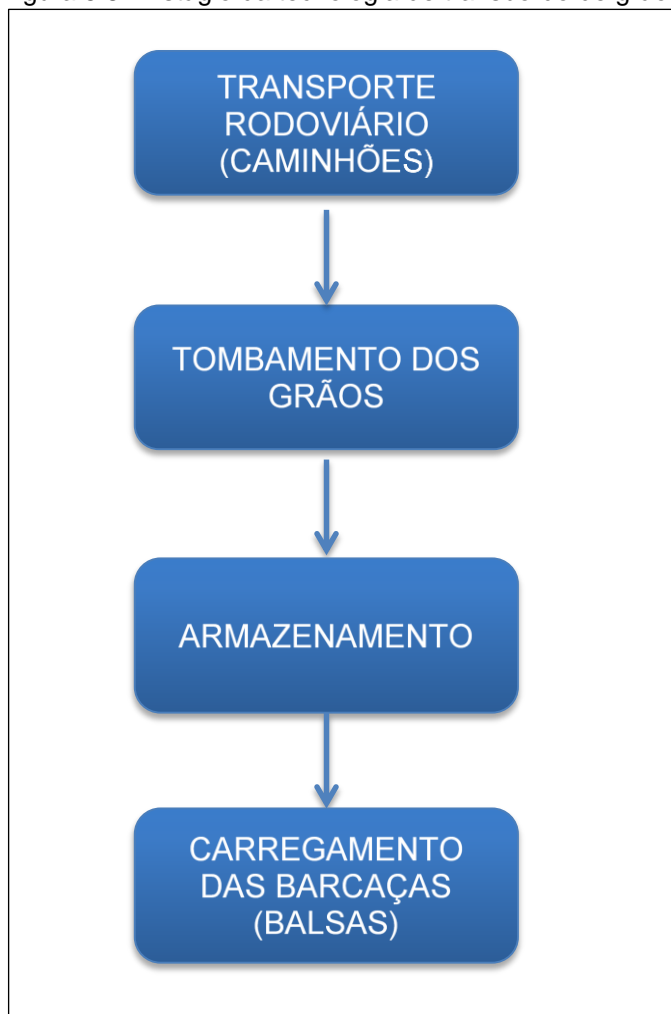 TRANSPORTE
RODOVIÁRIO
(CAMINHÕES)
TOMBAMENTO DOS
GRÃOS
ARMAZENAMENTO
CARREGAMENTO
DAS BARCAÇAS
(BALSAS)